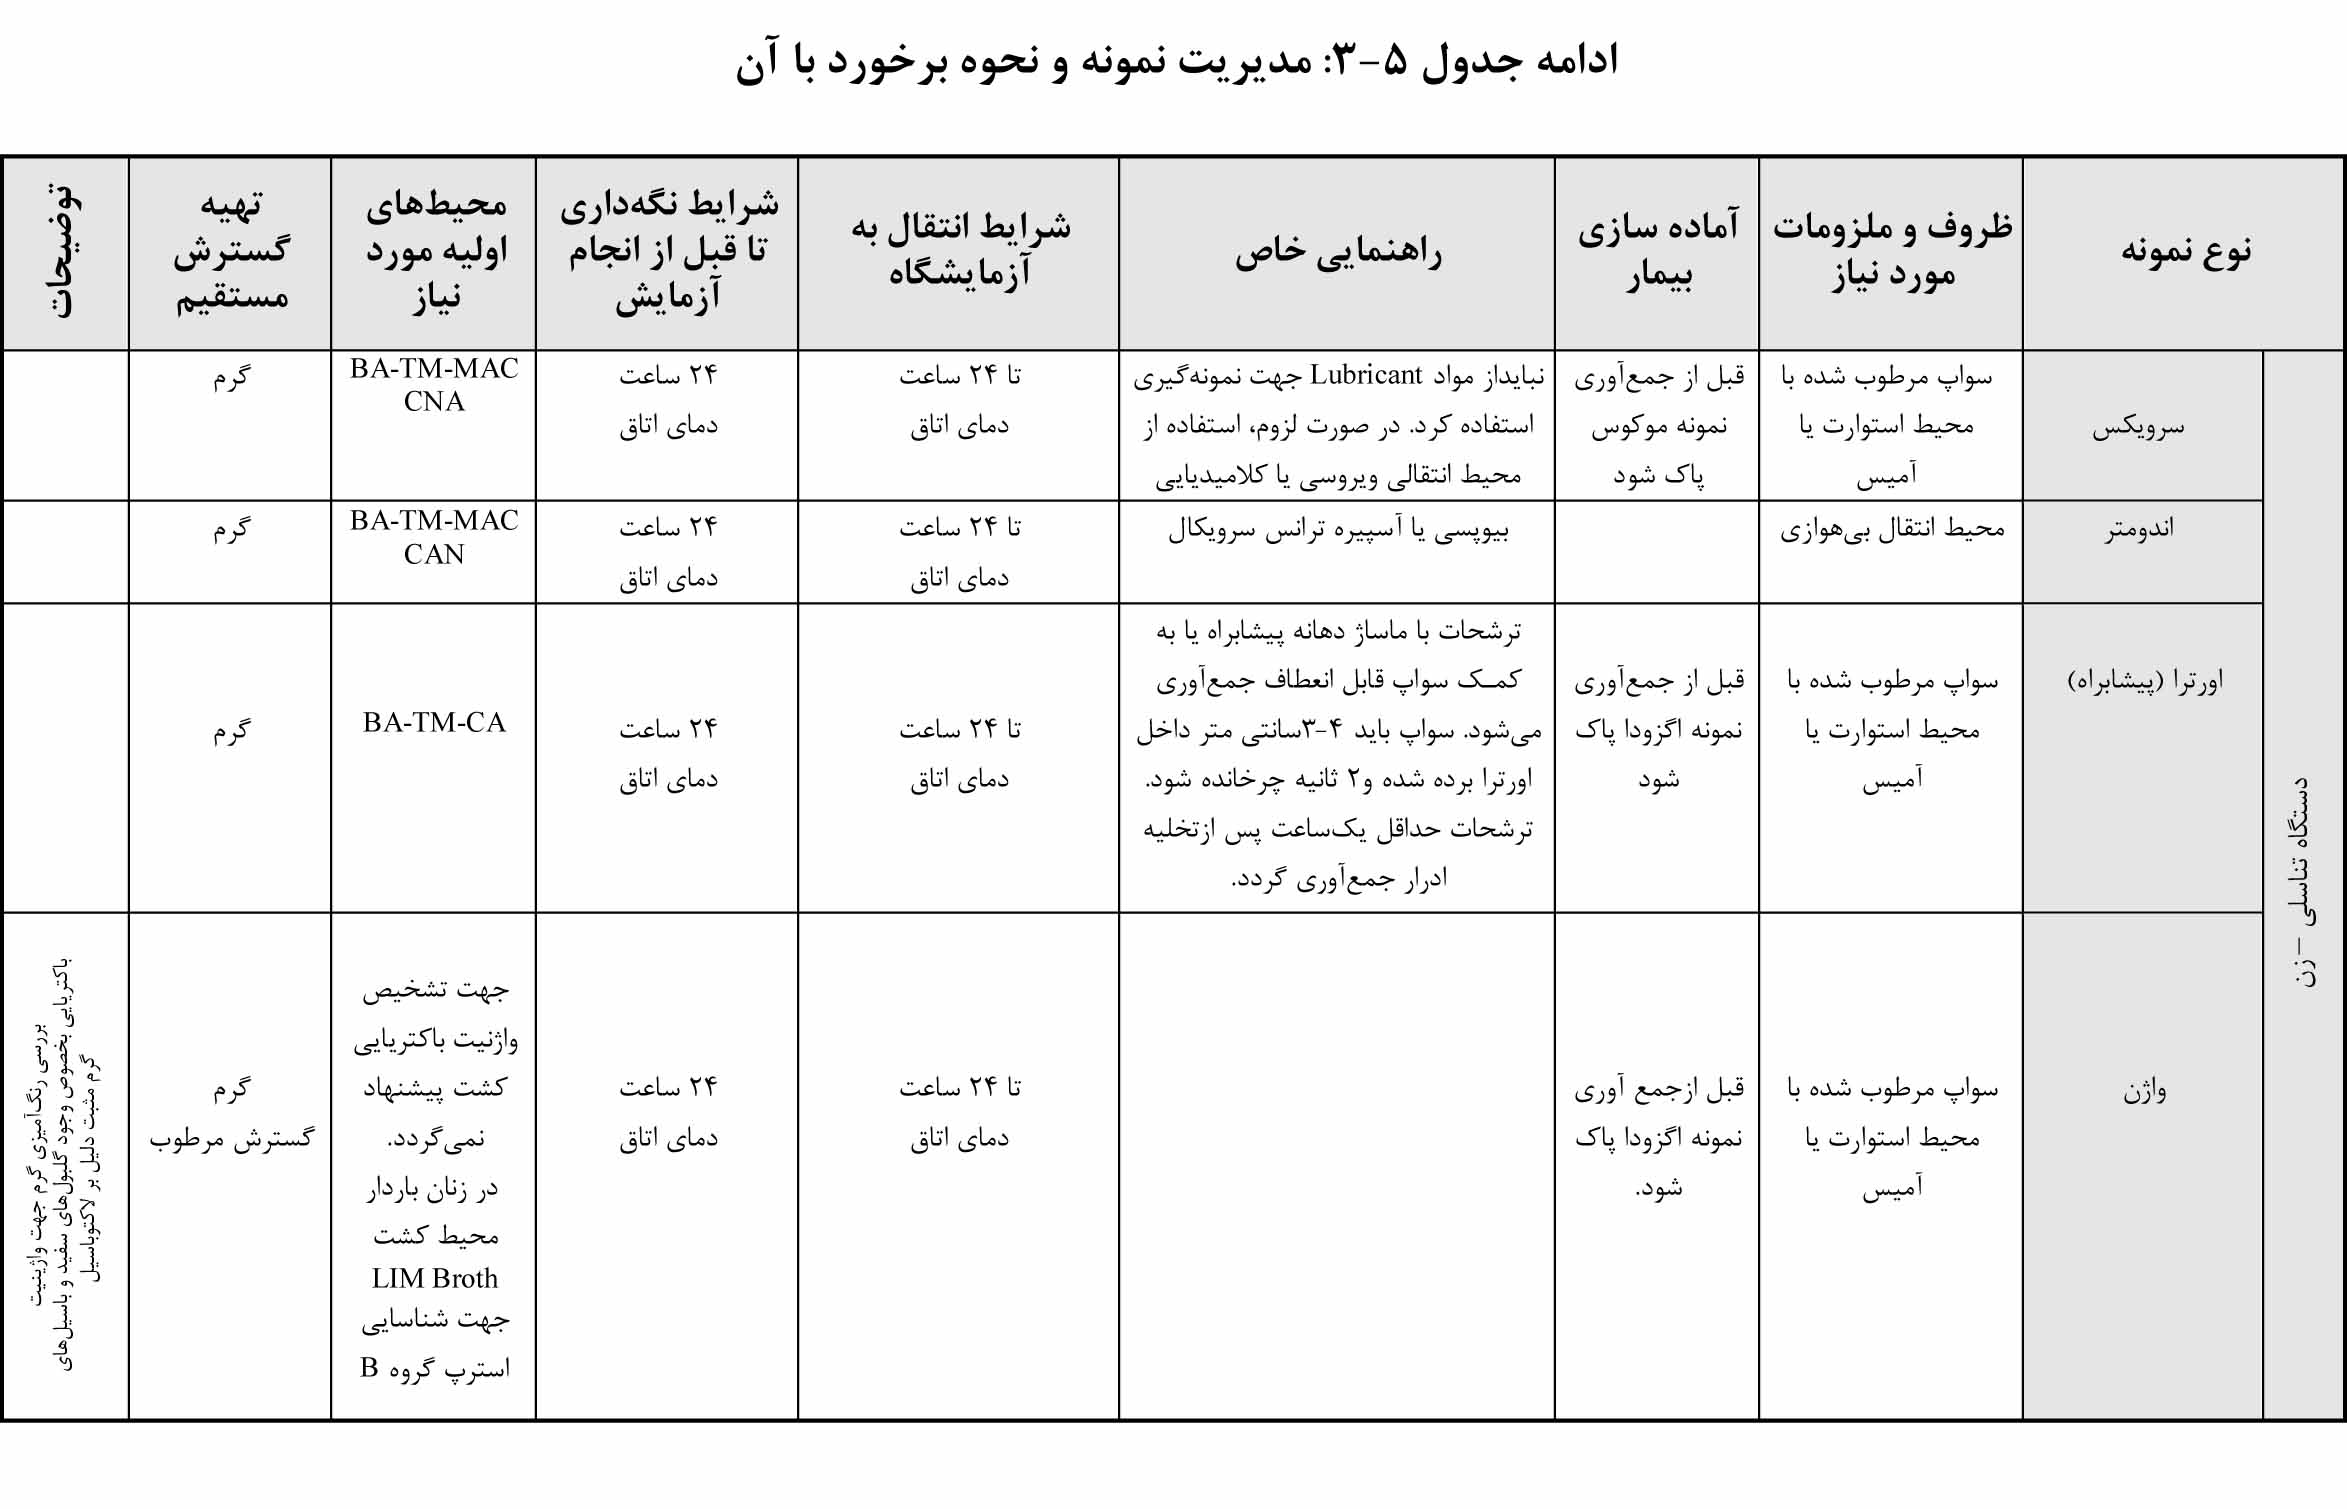 ادامه جدول ۵-۳: مدیریت نمونه و نحوه برخورد با آن
نوع نمونه
ظروف و ملزومات
مورد نیاز
آماده سازی
بیمار
راهنمایی خاص
شرایط انتقال به
آزمایشگاه
شرایط نگه‌داری
تا قبل از انجام
آزمایش
محیط‌های
اولیه مورد
نیاز
تهیه
گسترش
مستقیم
توضیحات
دستگاه تناسلی –زن
سرویکس
سواپ مرطوب شده با
محیط استوارت یا
آمیس
قبل از جمع‌آوری
نمونه موکوس
پاک شود
نبایداز مواد Lubricant جهت نمونه‌گیری
استفاده کرد. در صورت لزوم، استفاده از
محیط انتقالی ویروسی یا کلامیدیایی
تا ۲۴ ساعت
دمای اتاق
۲۴ ساعت
دمای اتاق
BA-TM-MAC
CNA
گرم
اندومتر
محیط انتقال بی‌هوازی
بیوپسی یا آسپیره ترانس سرویکال
تا ۲۴ ساعت
دمای اتاق
۲۴ ساعت
دمای اتاق
BA-TM-MAC
CAN
گرم
اورترا (پیشابراه)
سواپ مرطوب شده با
محیط استوارت یا
آمیس
قبل از جمع‌آوری
نمونه اگزودا پاک
شود
ترشحات با ماساژ دهانه پیشابراه یا به
کمـک سواپ قابل انعطاف جمع‌آوری
می‌شود. سواپ باید ۴-۳سانتی متر داخل
اورترا برده شده و۲ ثانیه چرخانده شود.
ترشحات حداقل یک‌ساعت پس ازتخلیه
ادرار جمع‌آوری گردد.
تا ۲۴ ساعت
دمای اتاق
۲۴ ساعت
دمای اتاق
BA-TM-CA
گرم
واژن
سواپ مرطوب شده با
محیط استوارت یا
آمیس
قبل ازجمع آوری
نمونه اگزودا پاک
شود.
تا ۲۴ ساعت
دمای اتاق
۲۴ ساعت
دمای اتاق
جهت تشخیص
واژنیت باکتریایی
کشت پیشنهاد
نمی‌گردد.
در زنان باردار
محیط کشت
LIM Broth
جهت شناسایی
استرپ گروه B
گرم
گسترش مرطوب
بررسی رنگ‌آمیزی گرم جهت واژینیت
باکتریایی بخصوص وجود گلبول‌های سفید و باسیل‌های
گرم مثبت دلیل بر لاکتوباسیل